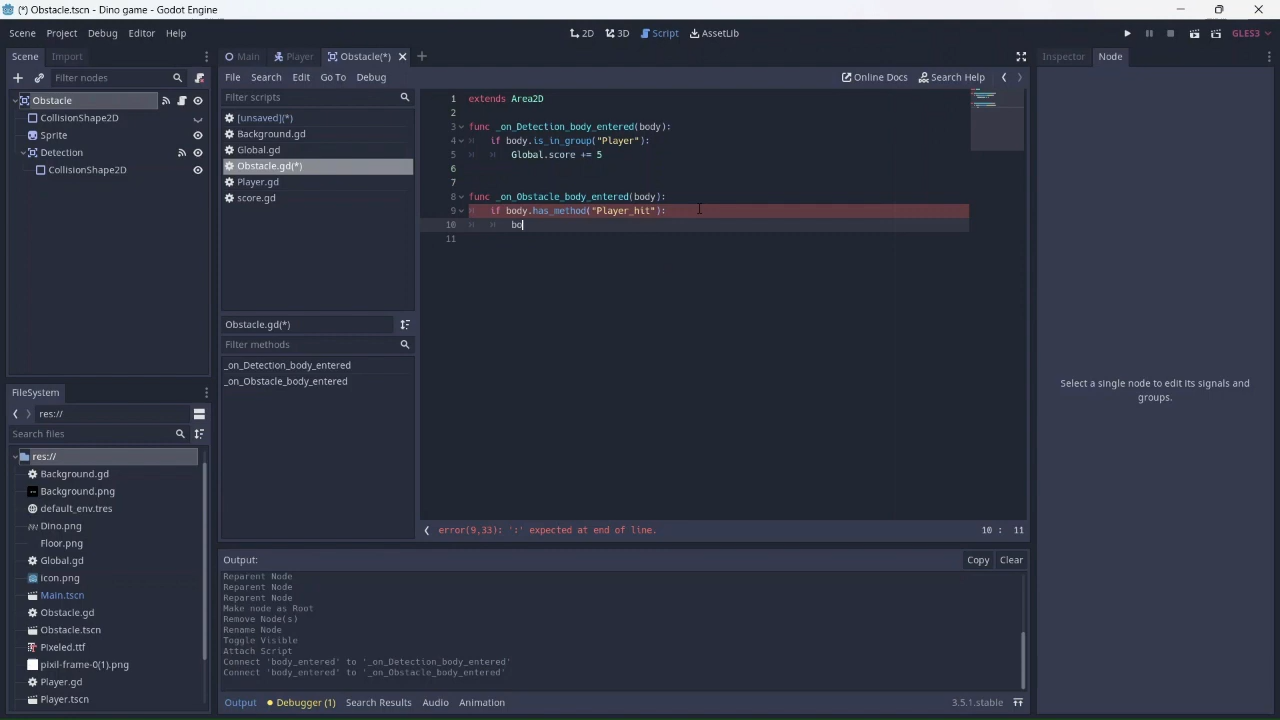 (*) Obstacle.tscn - Dino game - Godot Engine
Scene Project Debug Editor Help
2D 3D Script AssetLib
GLES3
Scene Import
Main Player Obstacle(*)
Inspector Node
Filter nodes
File Search Edit Go To Debug
Online Docs Search Help
Obstacle
CollisionShape2D
Sprite
Detection
CollisionShape2D
Filter scripts
[unsaved](*)
Background.gd
Global.gd
Obstacle.gd(*)
Player.gd
score.gd
Obstacle.gd(*)
Filter methods
_on_Detection_body_entered
_on_Obstacle_body_entered
1 extends Area2D
2
3 func _on_Detection_body_entered(body):
4 if body.is_in_group("Player"):
5 Global.score += 5
6
7
8 func _on_Obstacle_body_entered(body):
9 if body.has_method("Player_hit"):
10 bo
11
error(9,33): ':' expected at end of line.
10 : 11
Select a single node to edit its signals and
groups.
FileSystem
res://
Search files
res://
Background.gd
Background.png
default_env.tres
Dino.png
Floor.png
Global.gd
icon.png
Main.tscn
Obstacle.gd
Obstacle.tscn
Pixeled.ttf
pixil-frame-0(1).png
Player.gd
Player.tscn
Output:
Copy Clear
Reparent Node
Reparent Node
Reparent Node
Make node as Root
Remove Node(s)
Rename Node
Toggle Visible
Attach Script
Connect 'body_entered' to '_on_Detection_body_entered'
Connect 'body_entered' to '_on_Obstacle_body_entered'
Output Debugger (1) Search Results Audio Animation
3.5.1.stable